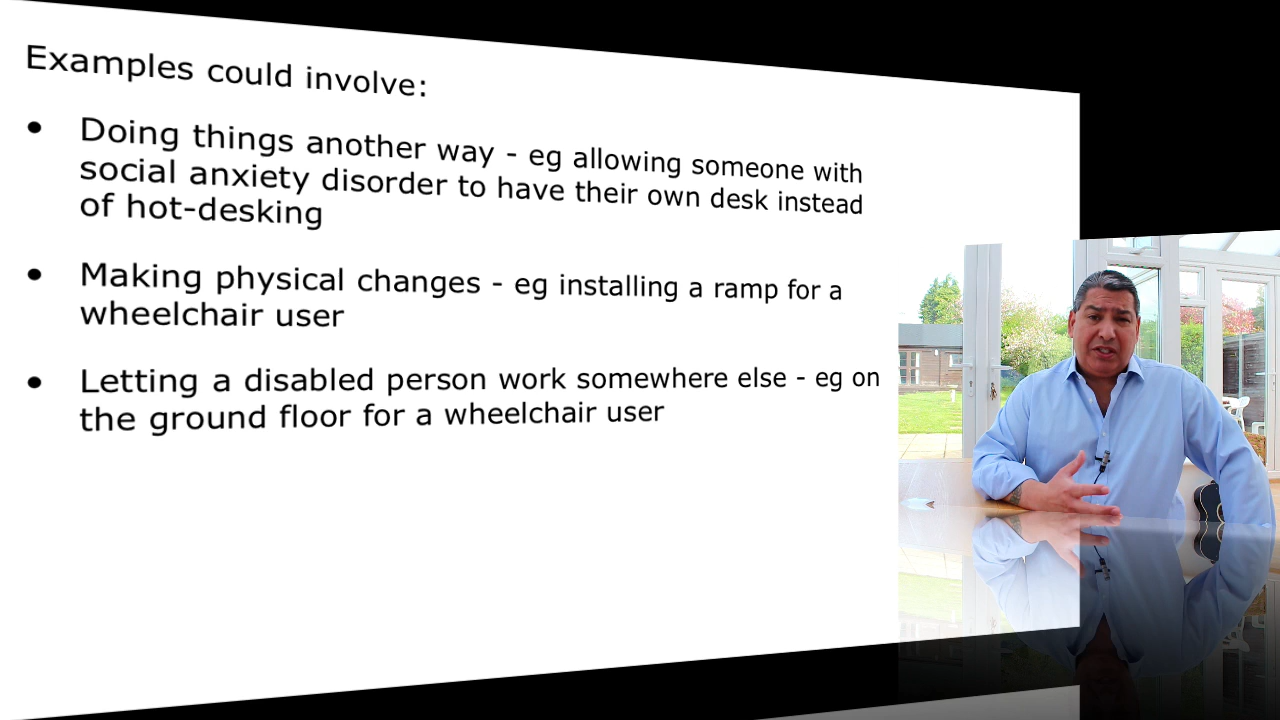 Examples could involve:
• Doing things another way - eg allowing someone with
social anxiety disorder to have their own desk instead
of hot-desking
• Making physical changes - eg installing a ramp for a
wheelchair user
• Letting a disabled person work somewhere else - eg on
the ground floor for a wheelchair user